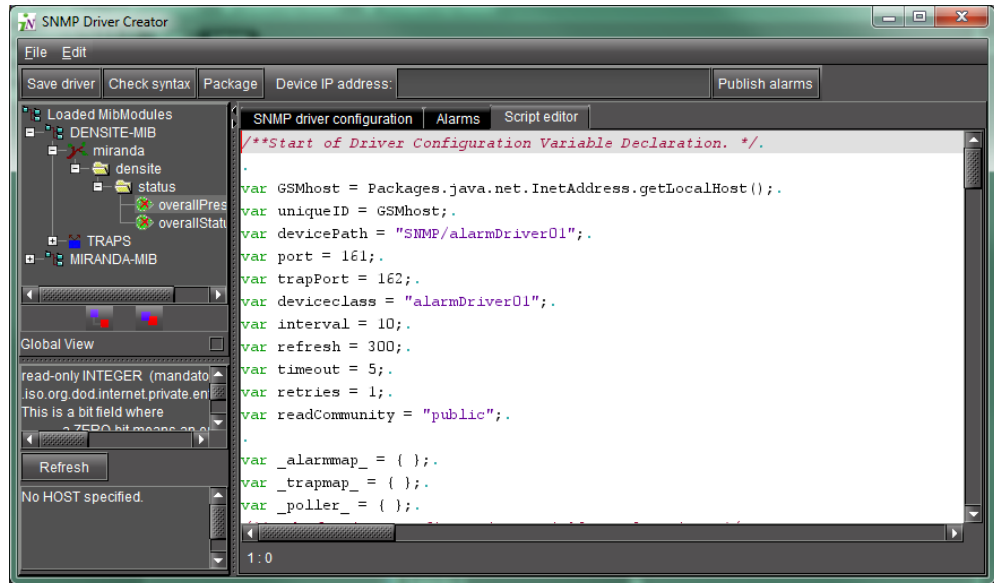 SNMP Driver Creator
File Edit
Save driver Check syntax Package Device IP address: Publish alarms
Loaded MibModules
DENSITE-MIB
miranda
densite
status
overallPres
overallStatu
TRAPS
MIRANDA-MIB
Global View
read-only INTEGER (mandato
.iso.org.dod.internet.private.en
This is a bit field where
a ZERO bit means an
Refresh
No HOST specified.
SNMP driver configuration Alarms Script editor
/**Start of Driver Configuration Variable Declaration. */.
.
var GSMhost = Packages.java.net.InetAddress.getLocalHost();.
var uniqueID = GSMhost;.
var devicePath = "SNMP/alarmDriver01";.
var port = 161;.
var trapPort = 162;.
var deviceclass = "alarmDriver01";.
var interval = 10;.
var refresh = 300;.
var timeout = 5;.
var retries = 1;.
var readCommunity = "public";.
.
var _alarmmap_ = { };.
var _trapmap_ = { };.
var _poller_ = { };.
1:0